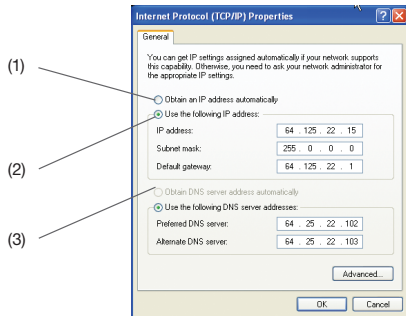 Internet Protocol (TCP/IP) Properties
General
You can get IP settings assigned automatically if your network supports
this capability. Otherwise, you need to ask your network administrator for
the appropriate IP settings.
(1)
Obtain an IP address automatically
(2)
Use the following IP address:
IP address: 64 . 125 . 22 . 15
Subnet mask: 255 . 0 . 0 . 0
Default gateway: 64 . 125 . 22 . 1
(3)
Obtain DNS server address automatically
Use the following DNS server addresses:
Preferred DNS server: 64 . 25 . 22 . 102
Alternate DNS server: 64 . 25 . 22 . 103
Advanced...
OK Cancel